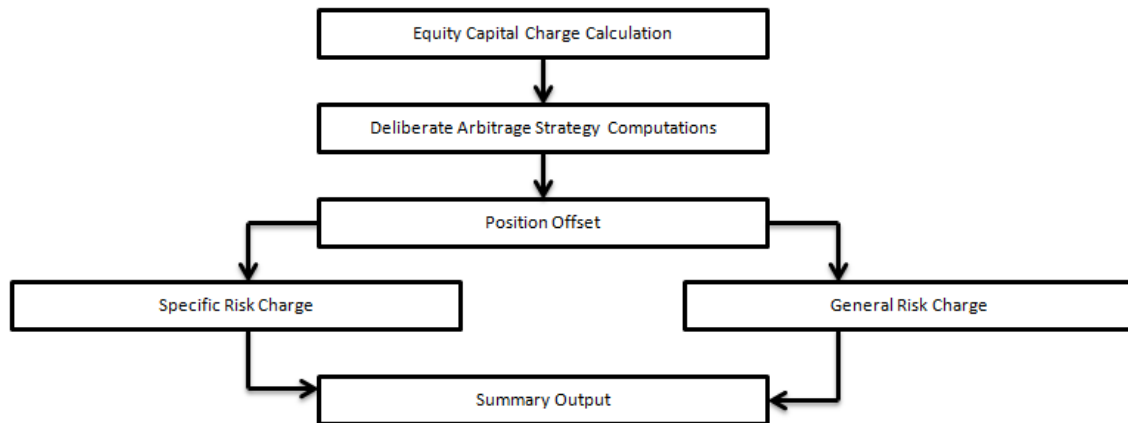 Equity Capital Charge Calculation
Deliberate Arbitrage Strategy Computations
Position Offset
Specific Risk Charge
General Risk Charge
Summary Output